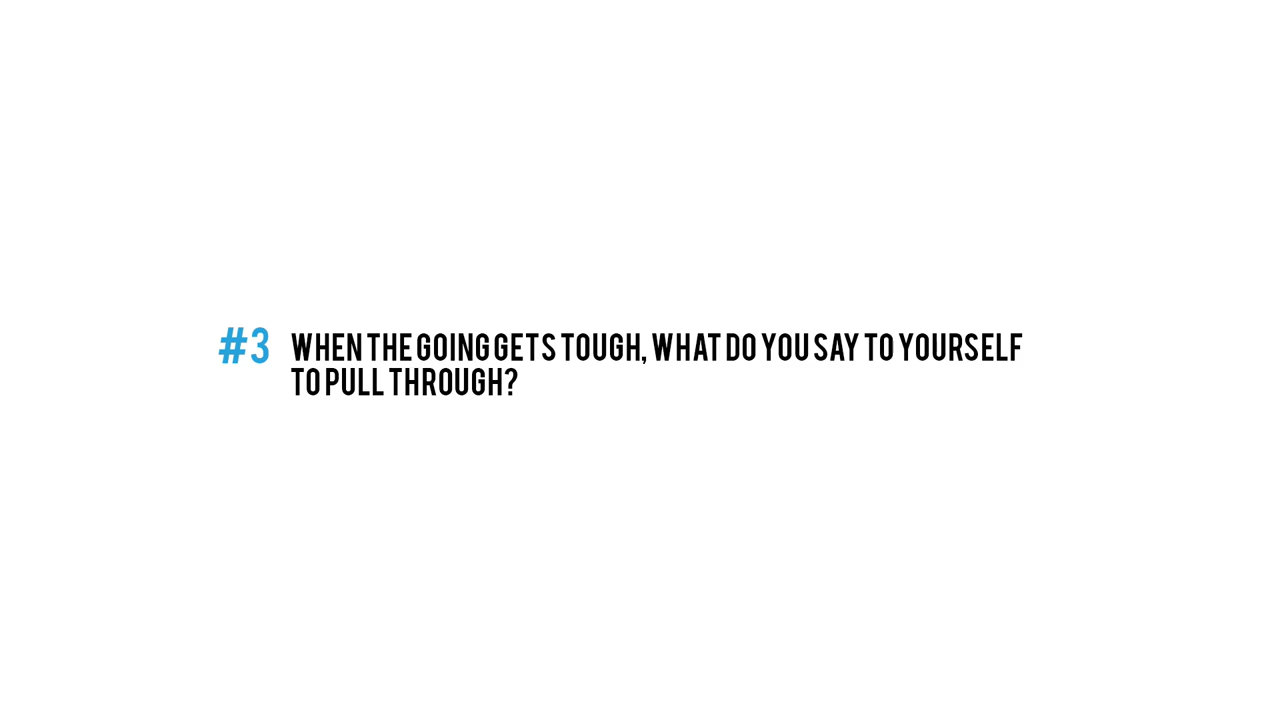 #3 WHEN THE GOING GETS TOUGH, WHAT DO YOU SAY TO YOURSELF
TO PULL THROUGH?